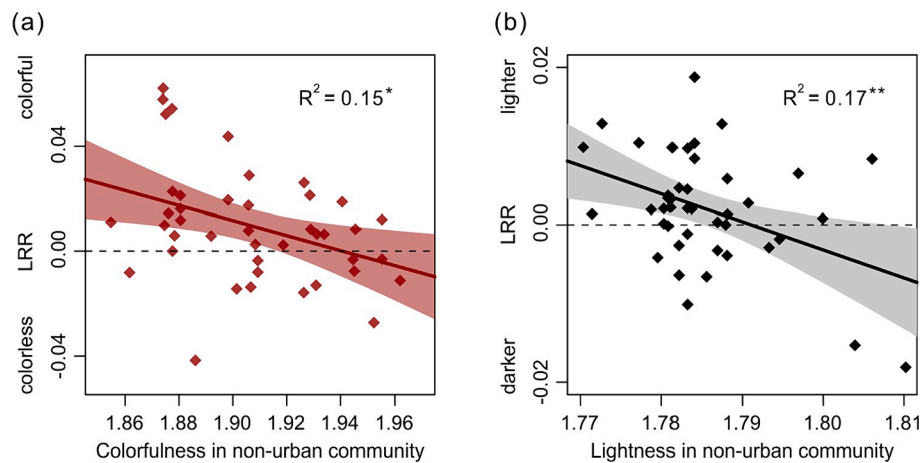 (a)
colorful
LRR
colorless
0.04
0.00
-0.04
R² = 0.15*
1.86 1.88 1.90 1.92 1.94 1.96
Colorfulness in non-urban community
(b)
lighter
LRR
darker
0.02
0.00
-0.02
R² = 0.17**
1.77 1.78 1.79 1.80 1.81
Lightness in non-urban community